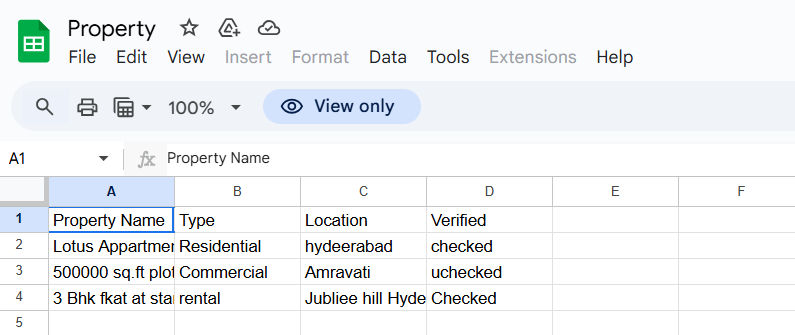 Property
File Edit View Insert Format Data Tools Extensions Help
100% View only
A1 fx Property Name
A B C D E F
1 Property Name Type Location Verified
2 Lotus Appartmer Residential hydeerabad checked
3 500000 sq.ft plot Commercial Amravati uchecked
4 3 Bhk fkat at star rental Jubliee hill Hyde Checked
5